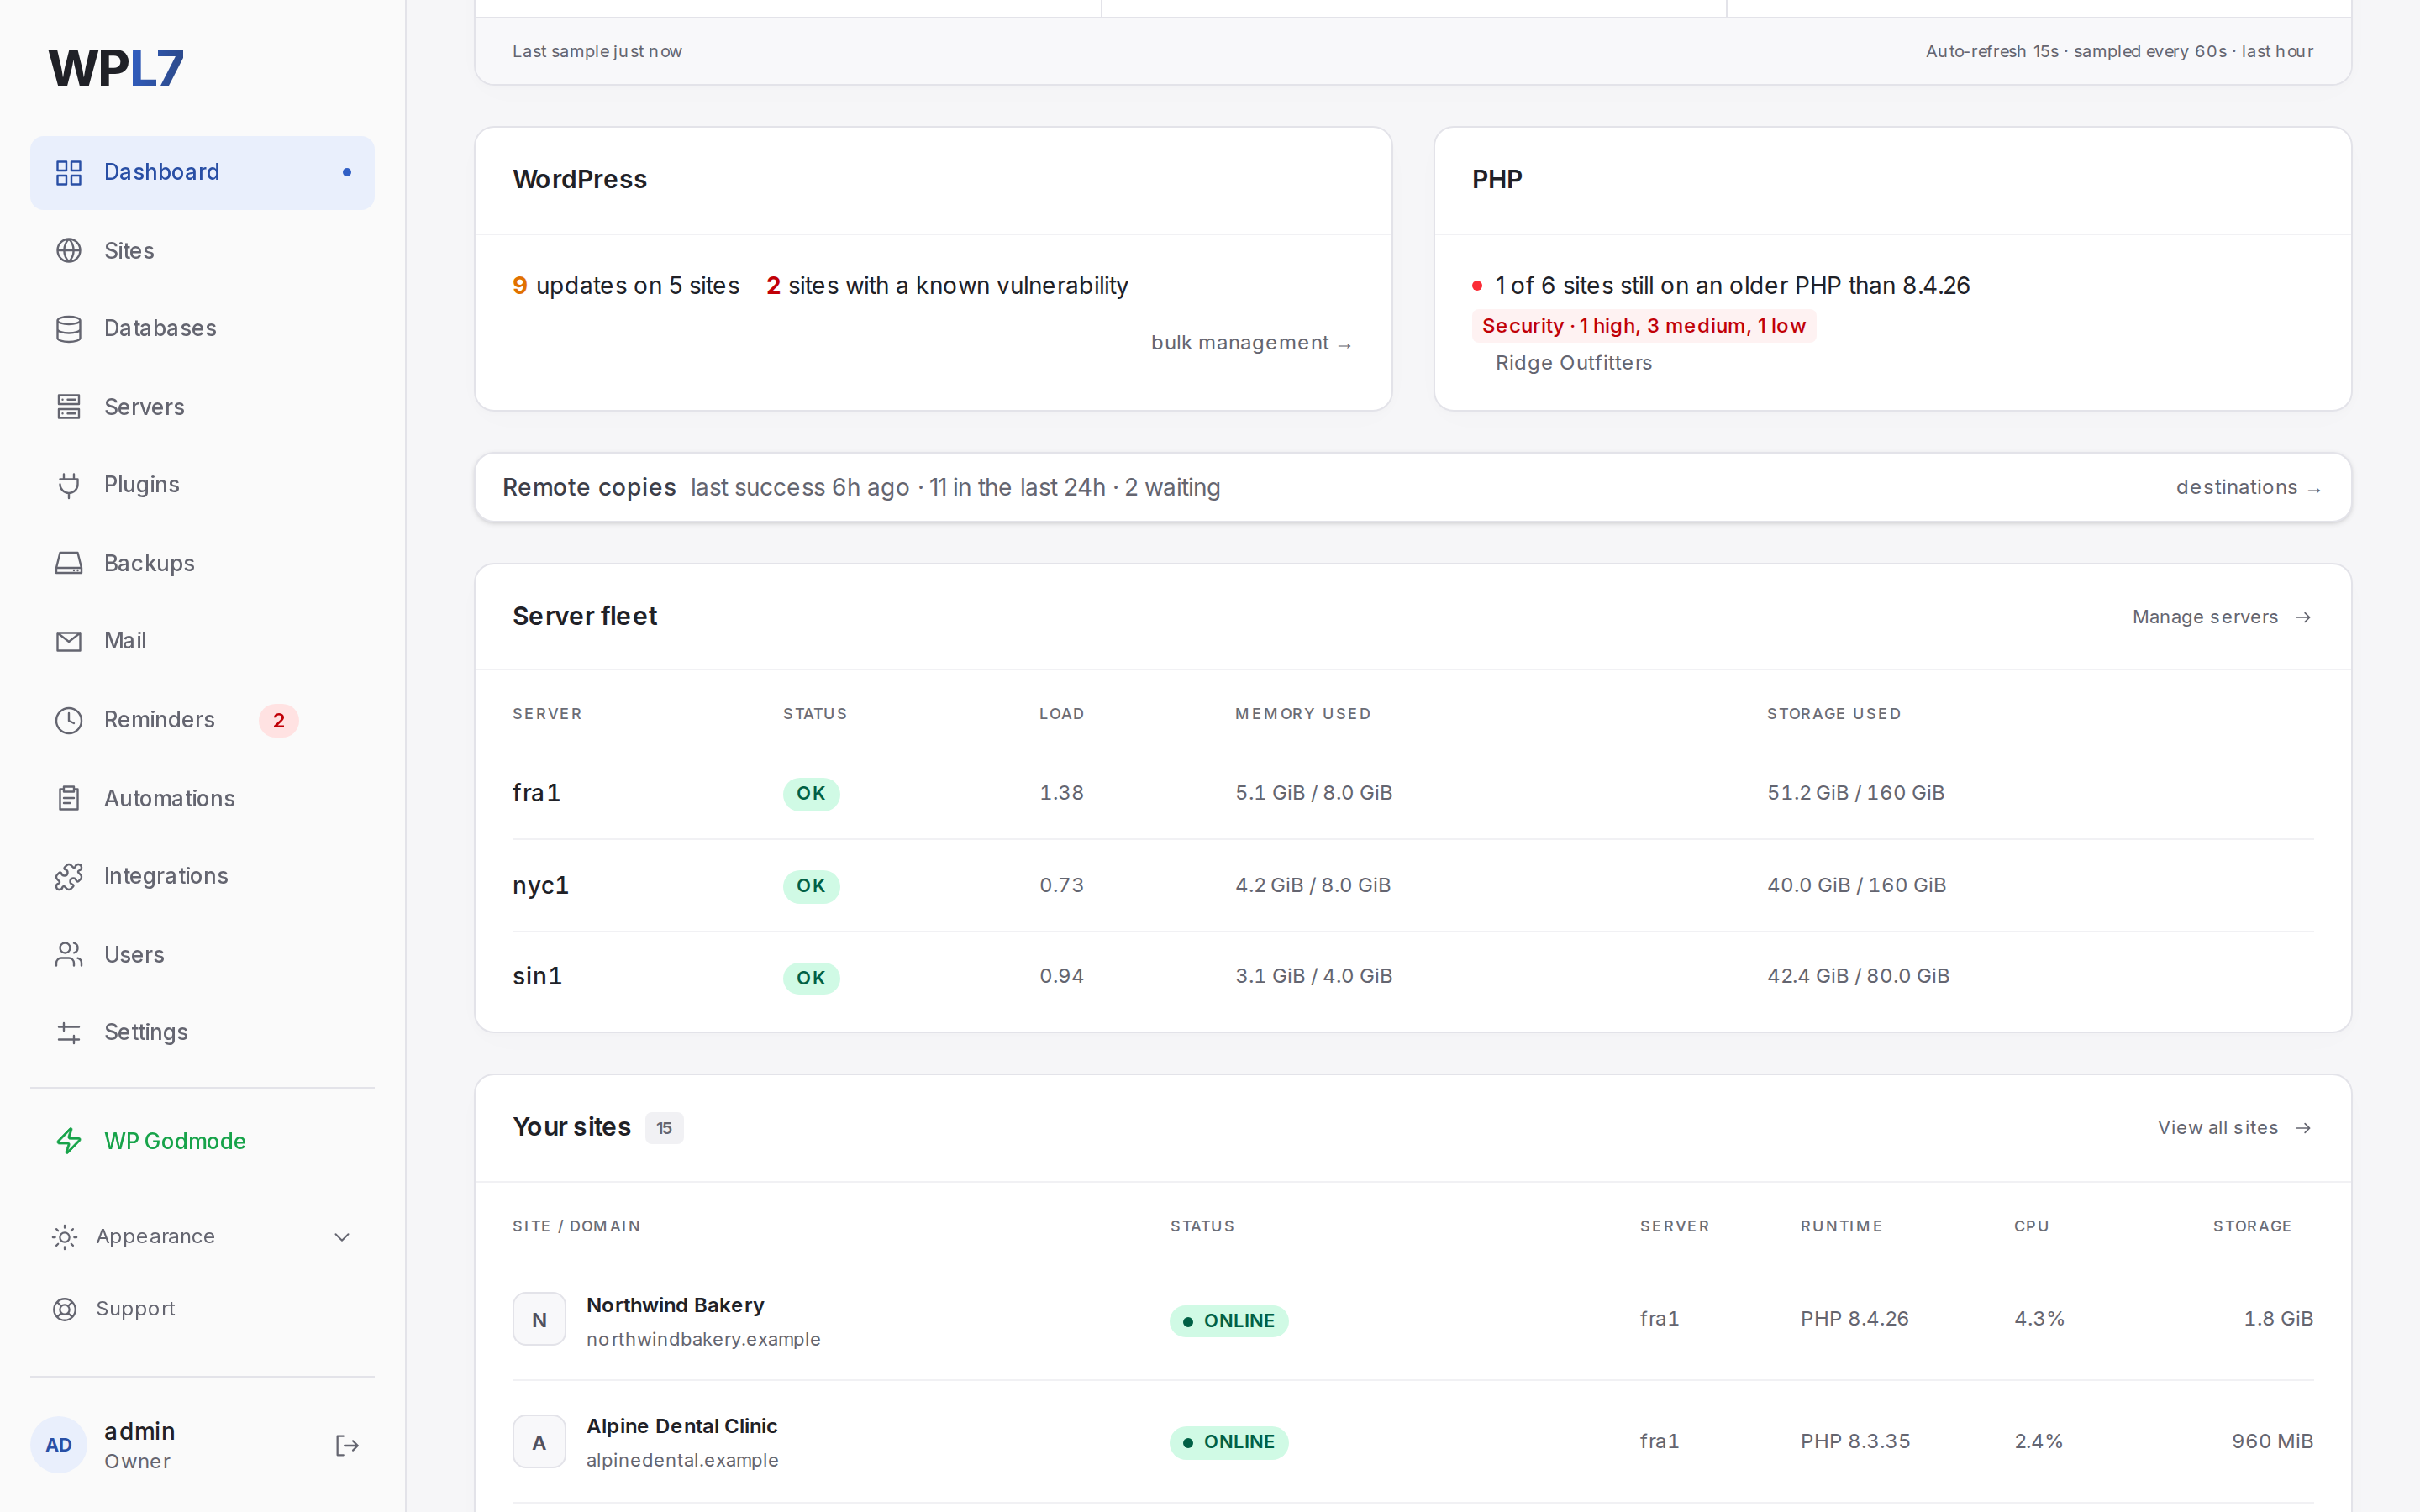 WPL7
Dashboard
Sites
Databases
Servers
Plugins
Backups
Mail
Reminders 2
Automations
Integrations
Users
Settings
WP Godmode
Appearance
Support
AD
admin
Owner
Last sample just now
Auto-refresh 15s · sampled every 60s · last hour
WordPress
9 updates on 5 sites 2 sites with a known vulnerability
bulk management →
PHP
1 of 6 sites still on an older PHP than 8.4.26
Security · 1 high, 3 medium, 1 low
Ridge Outfitters
Remote copies last success 6h ago · 11 in the last 24h · 2 waiting
destinations →
Server fleet
Manage servers →
SERVER STATUS LOAD MEMORY USED STORAGE USED
fra1 OK 1.38 5.1 GiB / 8.0 GiB 51.2 GiB / 160 GiB
nyc1 OK 0.73 4.2 GiB / 8.0 GiB 40.0 GiB / 160 GiB
sin1 OK 0.94 3.1 GiB / 4.0 GiB 42.4 GiB / 80.0 GiB
Your sites 15
View all sites →
SITE / DOMAIN STATUS SERVER RUNTIME CPU STORAGE
N Northwind Bakery ONLINE fra1 PHP 8.4.26 4.3% 1.8 GiB
northwindbakery.example
A Alpine Dental Clinic ONLINE fra1 PHP 8.3.35 2.4% 960 MiB
alpinedental.example